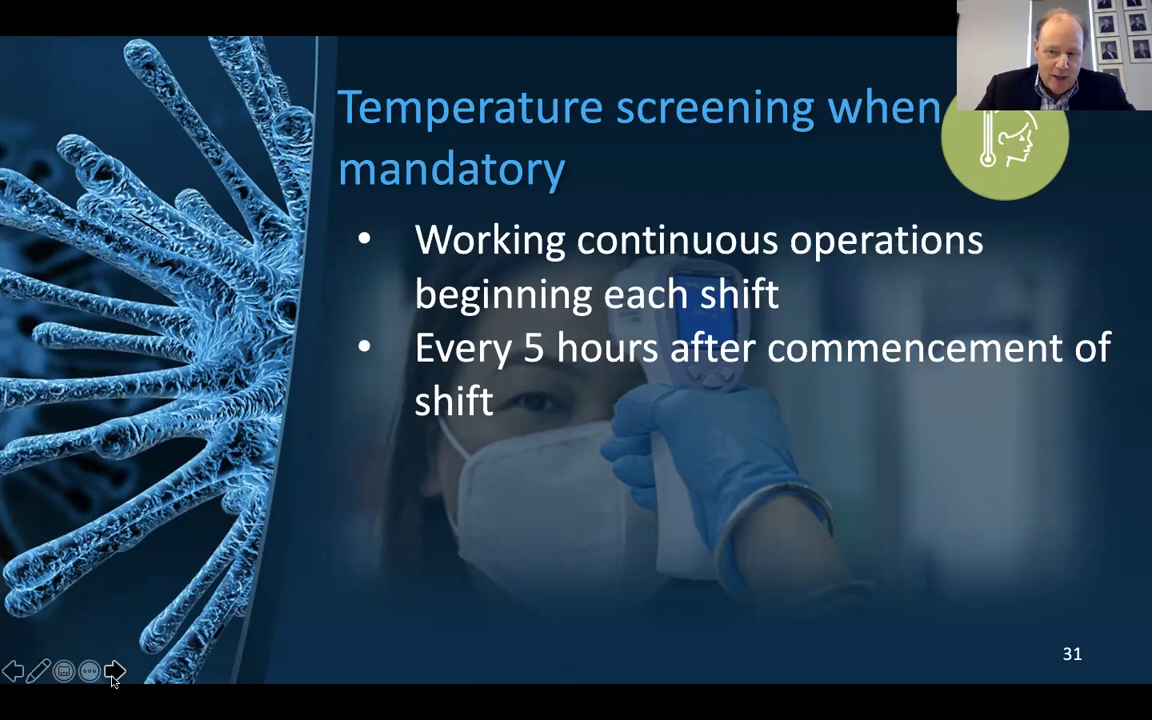 Temperature screening when
mandatory
• Working continuous operations
beginning each shift
• Every 5 hours after commencement of
shift
31